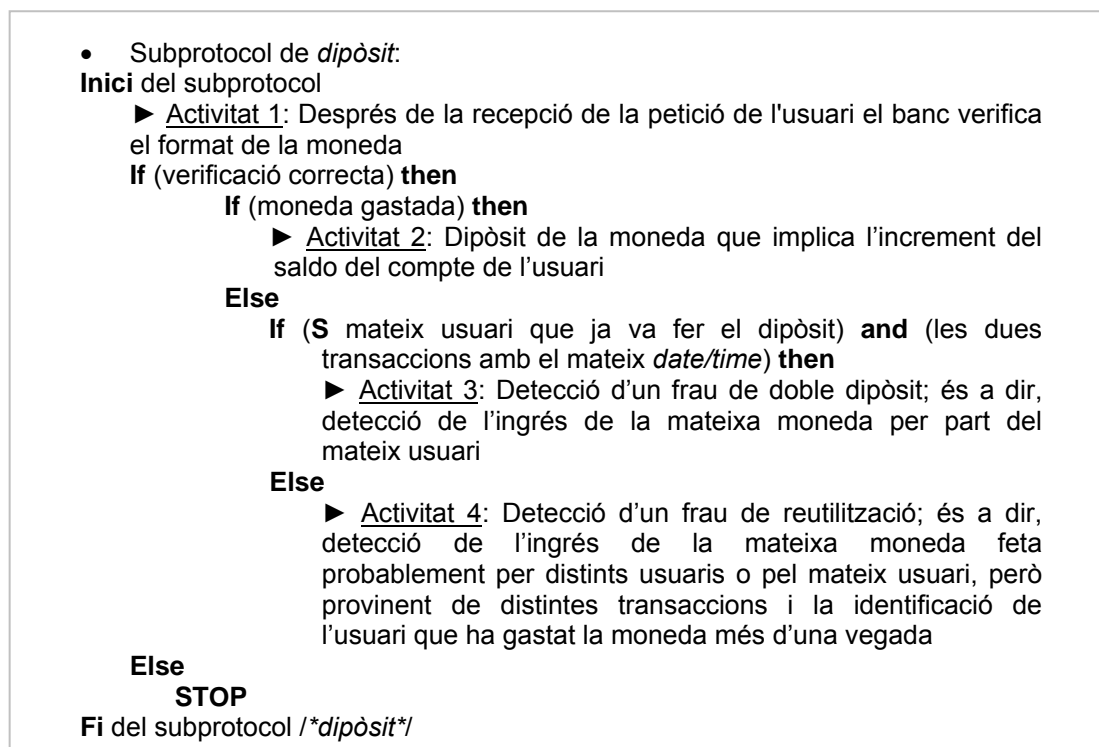 • Subprotocol de dipòsit:
Inici del subprotocol
► Activitat 1: Després de la recepció de la petició de l'usuari el banc verifica
el format de la moneda
If (verificació correcta) then
If (moneda gastada) then
► Activitat 2: Dipòsit de la moneda que implica l’increment del
saldo del compte de l’usuari
Else
If (S mateix usuari que ja va fer el dipòsit) and (les dues
transaccions amb el mateix date/time) then
► Activitat 3: Detecció d’un frau de doble dipòsit; és a dir,
detecció de l’ingrés de la mateixa moneda per part del
mateix usuari
Else
► Activitat 4: Detecció d’un frau de reutilització; és a dir,
detecció de l’ingrés de la mateixa moneda feta
probablement per distints usuaris o pel mateix usuari, però
provinent de distintes transaccions i la identificació de
l’usuari que ha gastat la moneda més d’una vegada
Else
STOP
Fi del subprotocol /*dipòsit*/